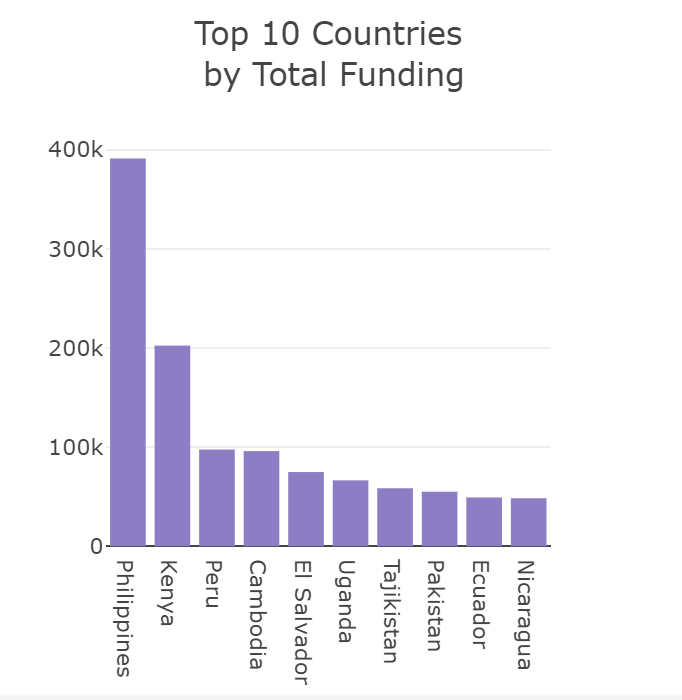 Top 10 Countries
by Total Funding
400k
300k
200k
100k
0
Philippines
Kenya
Peru
Cambodia
El Salvador
Uganda
Tajikistan
Pakistan
Ecuador
Nicaragua